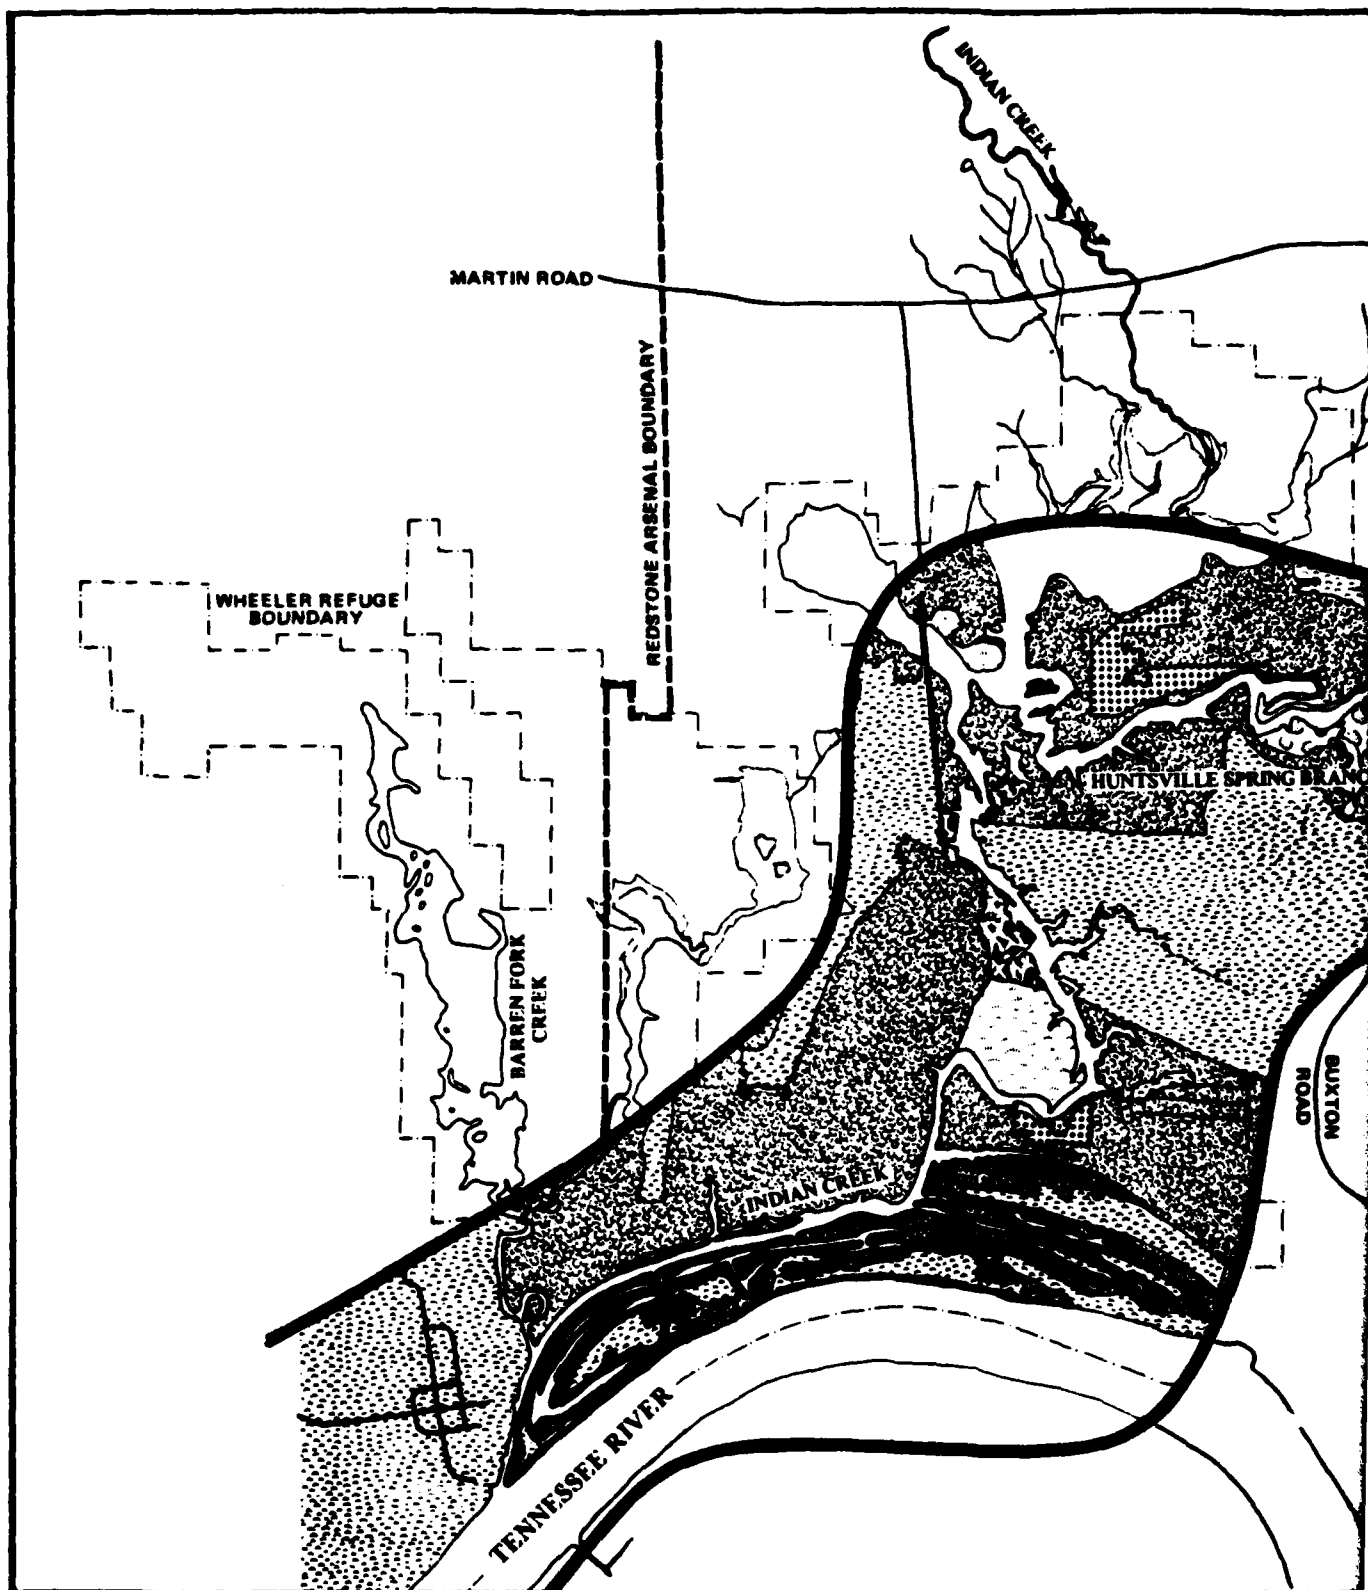 INDIAN CREEK
MARTIN ROAD
REDSTONE ARSENAL BOUNDARY
WHEELER REFUGE
BOUNDARY
HUNTSVILLE SPRING BRANC
BARREN FORK
CREEK
BUXTON
ROAD
INDIAN CREEK
TENNESSEE RIVER